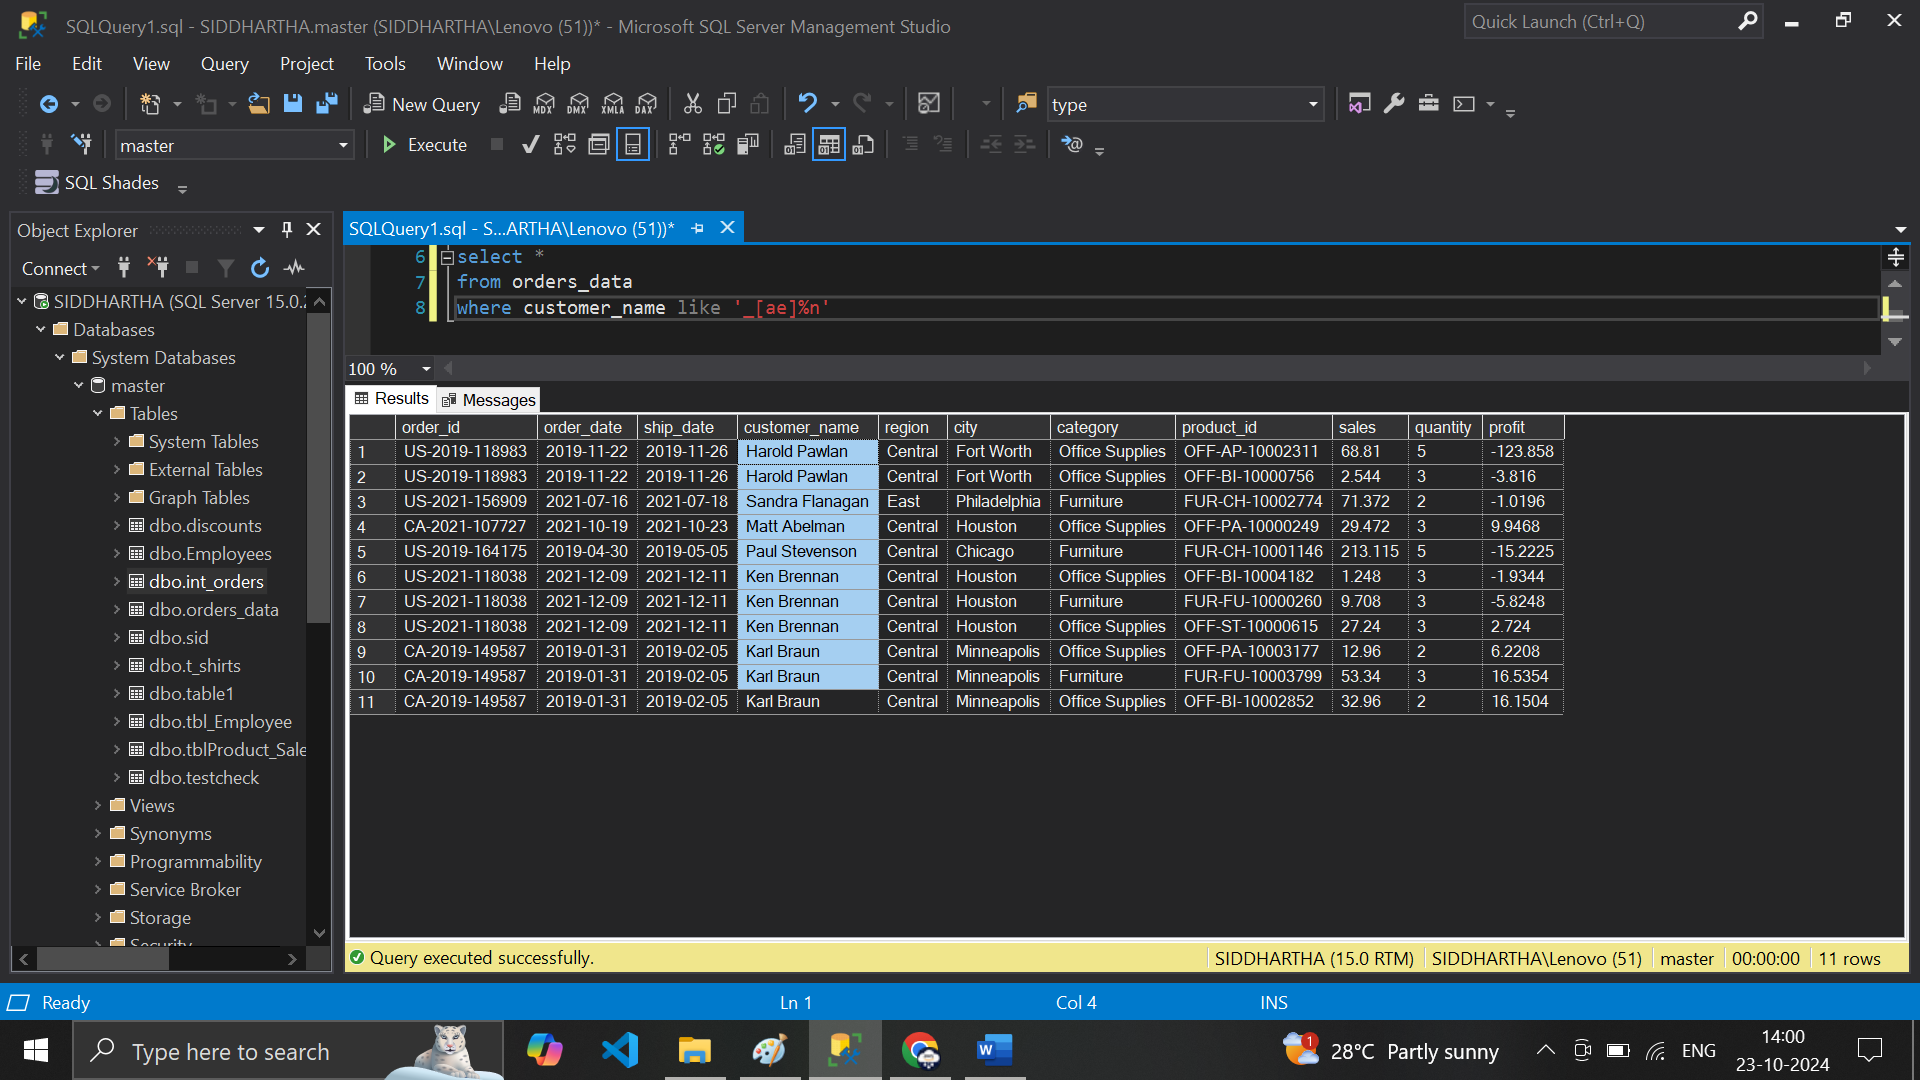 SQLQuery1.sql - SIDDHARTHA.master (SIDDHARTHA\Lenovo (51))* - Microsoft SQL Server Management Studio
Quick Launch (Ctrl+Q)
File Edit View Query Project Tools Window Help
New Query MDX DMX XMLA DAX type
master Execute
SQL Shades
Object Explorer
Connect
SIDDHARTHA (SQL Server 15.0.2
Databases
System Databases
master
Tables
System Tables
External Tables
Graph Tables
dbo.discounts
dbo.Employees
dbo.int_orders
dbo.orders_data
dbo.sid
dbo.t_shirts
dbo.table1
dbo.tbl_Employee
dbo.tblProduct_Sale
dbo.testcheck
Views
Synonyms
Programmability
Service Broker
Storage
Security
SQLQuery1.sql - S...ARTHA\Lenovo (51))*
6 select *
7 from orders_data
8 where customer_name like '_[ae]%n'
100 %
Results Messages
order_id order_date ship_date customer_name region city category product_id sales quantity profit
1 US-2019-118983 2019-11-22 2019-11-26 Harold Pawlan Central Fort Worth Office Supplies OFF-AP-10002311 68.81 5 -123.858
2 US-2019-118983 2019-11-22 2019-11-26 Harold Pawlan Central Fort Worth Office Supplies OFF-BI-10000756 2.544 3 -3.816
3 US-2021-156909 2021-07-16 2021-07-18 Sandra Flanagan East Philadelphia Furniture FUR-CH-10002774 71.372 2 -1.0196
4 CA-2021-107727 2021-10-19 2021-10-23 Matt Abelman Central Houston Office Supplies OFF-PA-10000249 29.472 3 9.9468
5 US-2019-164175 2019-04-30 2019-05-05 Paul Stevenson Central Chicago Furniture FUR-CH-10001146 213.115 5 -15.2225
6 US-2021-118038 2021-12-09 2021-12-11 Ken Brennan Central Houston Office Supplies OFF-BI-10004182 1.248 3 -1.9344
7 US-2021-118038 2021-12-09 2021-12-11 Ken Brennan Central Houston Furniture FUR-FU-10000260 9.708 3 -5.8248
8 US-2021-118038 2021-12-09 2021-12-11 Ken Brennan Central Houston Office Supplies OFF-ST-10000615 27.24 3 2.724
9 CA-2019-149587 2019-01-31 2019-02-05 Karl Braun Central Minneapolis Office Supplies OFF-PA-10003177 12.96 2 6.2208
10 CA-2019-149587 2019-01-31 2019-02-05 Karl Braun Central Minneapolis Furniture FUR-FU-10003799 53.34 3 16.5354
11 CA-2019-149587 2019-01-31 2019-02-05 Karl Braun Central Minneapolis Office Supplies OFF-BI-10002852 32.96 2 16.1504
Query executed successfully. SIDDHARTHA (15.0 RTM) SIDDHARTHA\Lenovo (51) master 00:00:00 11 rows
Ready Ln 1 Col 4 INS
Type here to search 1 28°C Partly sunny ENG 14:00
23-10-2024